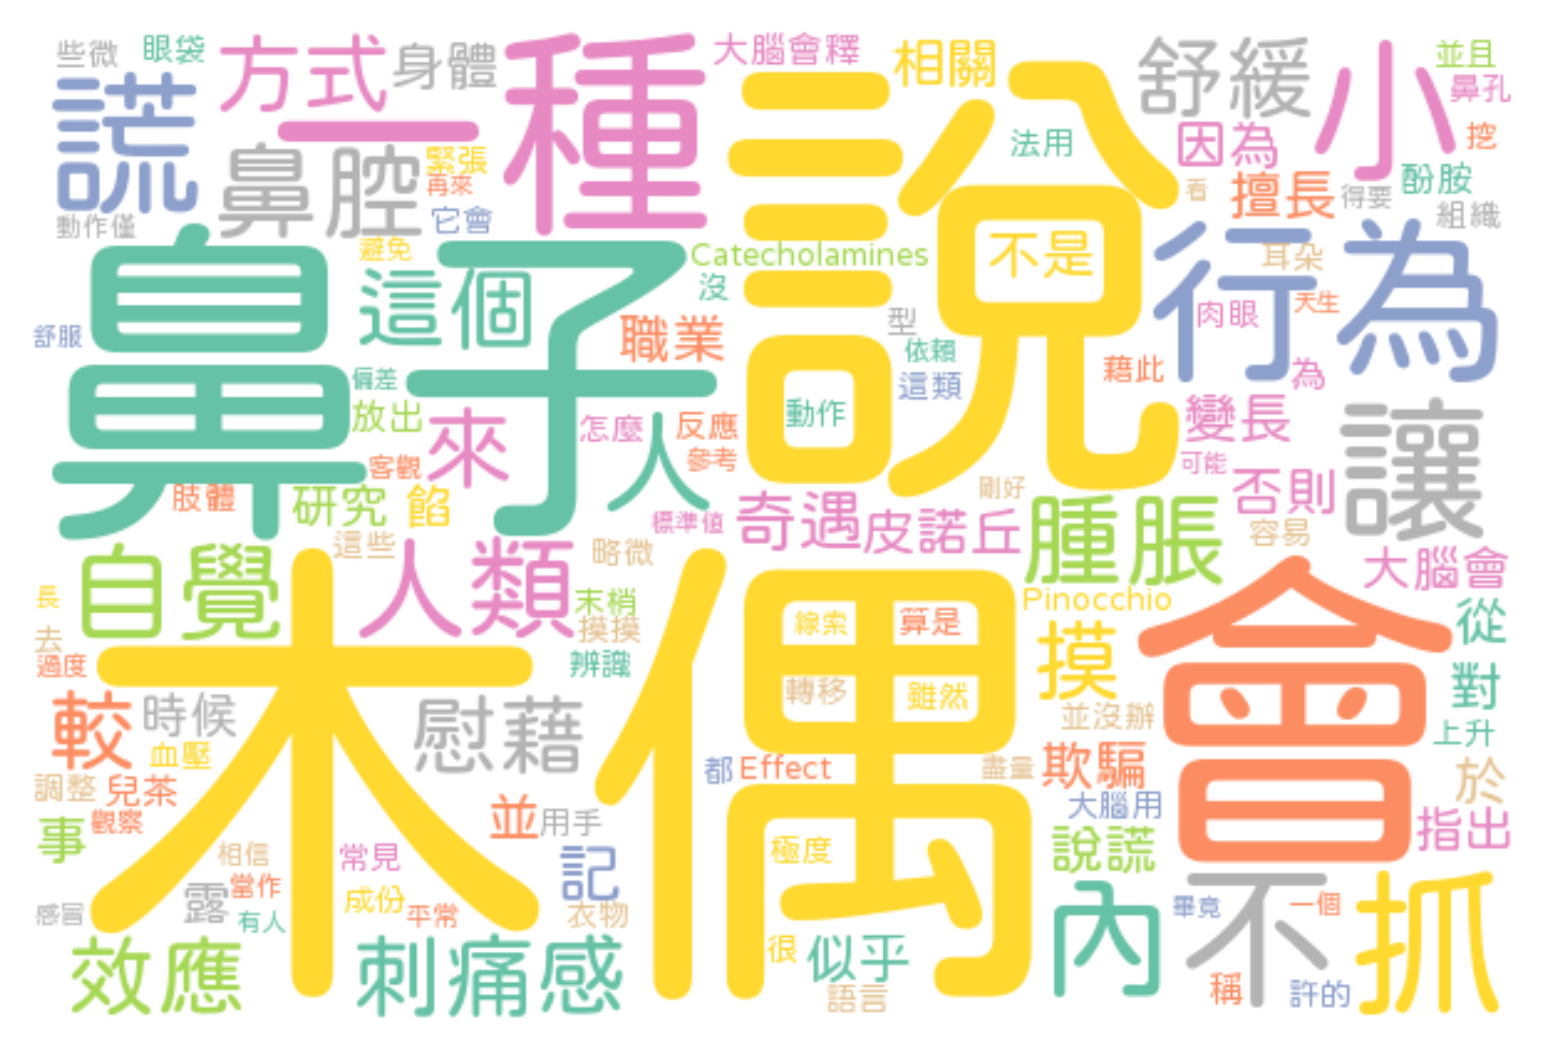 些微
眼袋
方式
身體
種
大腦會釋
相關
說
舒緩
小
並且
鼻孔
謊
一
鼻腔
緊張
再來
法用
因為
挖
擅長
看
得要
酚胺
動作僅
它會
組織
鼻子
避免
這個
Catecholamines
不是
行為
耳朵
沒
職業
型
肉眼
天生
舒服
偏差
依賴
藉此
為
這類
放出
來
怎麼
人
反應
動作
變長
讓
客觀
參考
可能
否則
肢體
研究
餡
標準值
奇遇
剛好
皮諾丘
腫脹
容易
這些
略微
大腦會
自覺
木偶
人類
末梢
Pinocchio
會
長
去
摸摸
線索
算是
摸
從
過度
辨識
對
較
時候
慰藉
轉移
雖然
並沒辦
上升
血壓
都
Effect
盡量
欺騙
於
調整
兒茶
大腦用
事
觀察
並
用手
極度
說謊
指出
相信
常見
記
感冒
露
當作
成份
平常
衣物
內
畢竟
不
一個
抓
有人
效應
刺痛感
很
似乎
稱
許的
語言